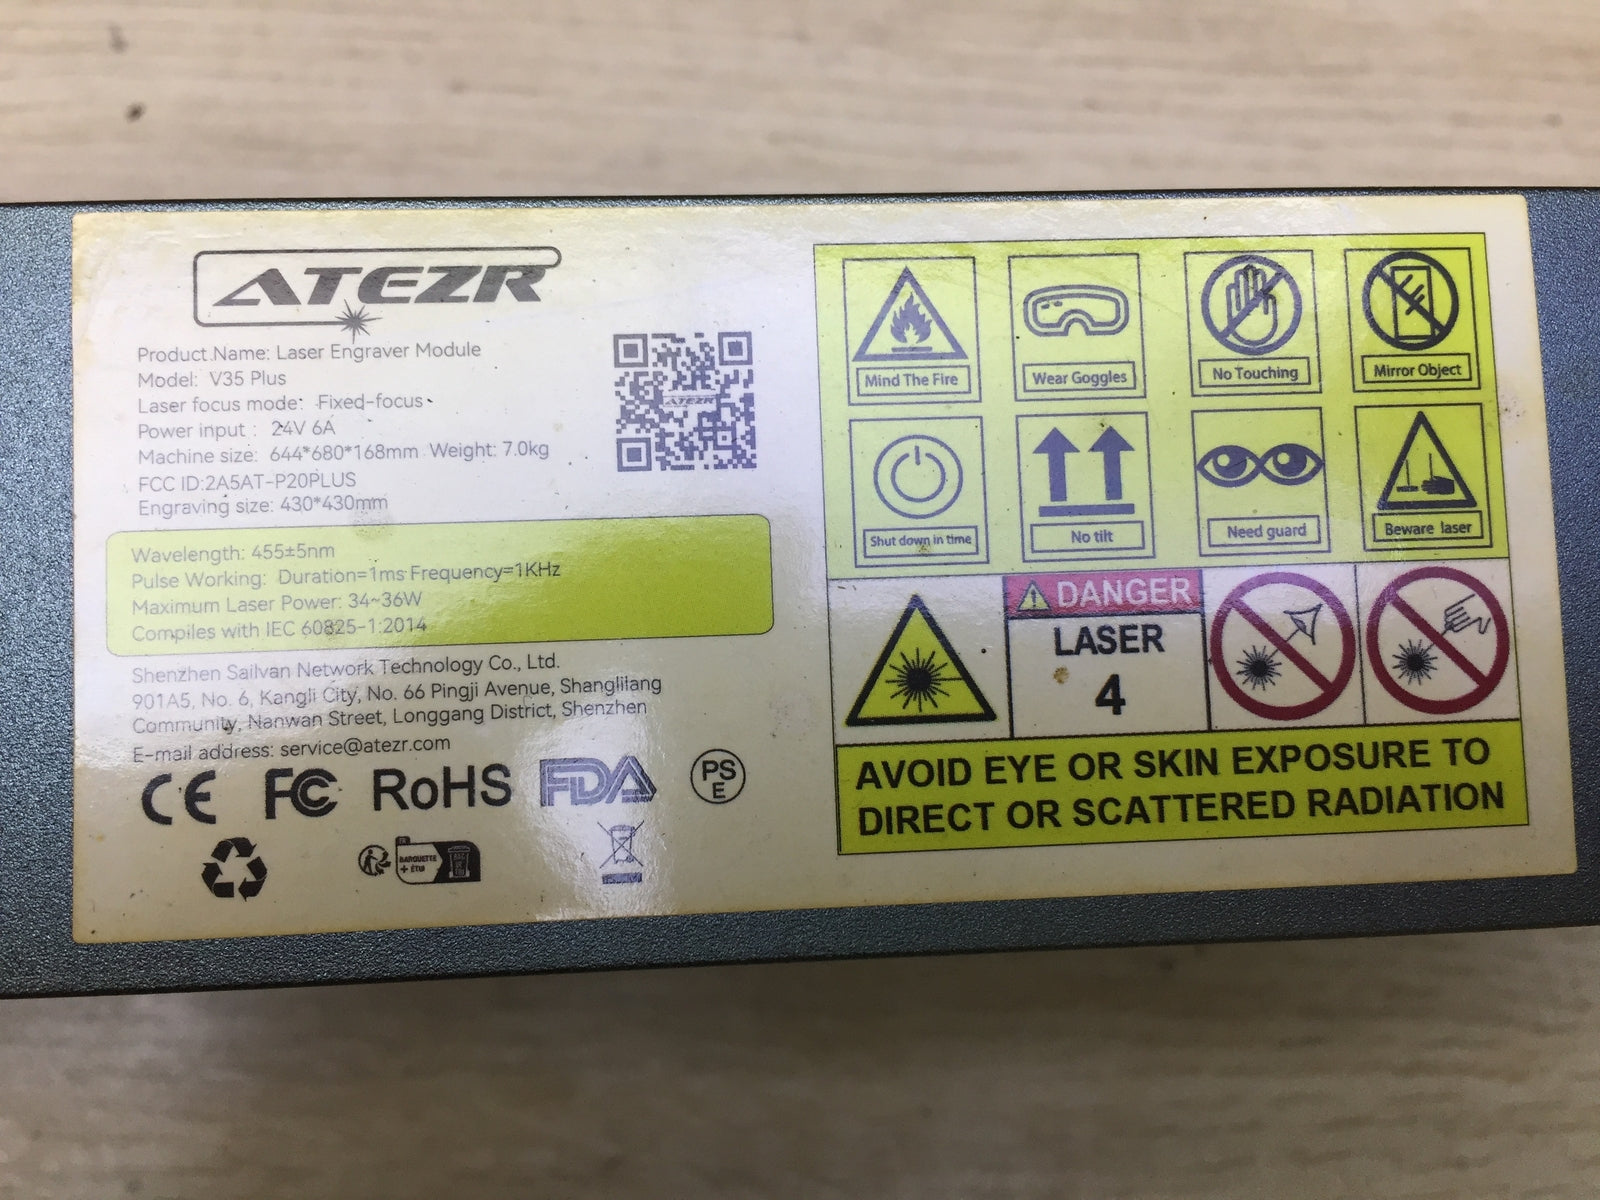 ATEZR
Product Name: Laser Engraver Module
Model: V35 Plus
Laser focus mode: Fixed-focus
Power input : 24V 6A
Machine size: 644*680*168mm Weight: 7.0kg
FCC ID:2A5AT-P20PLUS
Engraving size: 430*430mm
ATEZR
Wavelength: 455±5nm
Pulse Working: Duration=1ms Frequency=1KHz
Maximum Laser Power: 34~36W
Compiles with IEC 60825-1:2014
Shenzhen Sailvan Network Technology Co., Ltd.
901A5, No. 6, Kangli City, No. 66 Pingji Avenue, Shanglilang
Community, Nanwan Street, Longgang District, Shenzhen
E-mail address: service@atezr.com
CE FC RoHS FDA PS E
FR
BARQUETTE
+ ÉTUI
Mind The Fire
Wear Goggles
No Touching
Mirror Object
Shut down in time
No tilt
Need guard
Beware laser
DANGER
LASER
4
AVOID EYE OR SKIN EXPOSURE TO
DIRECT OR SCATTERED RADIATION